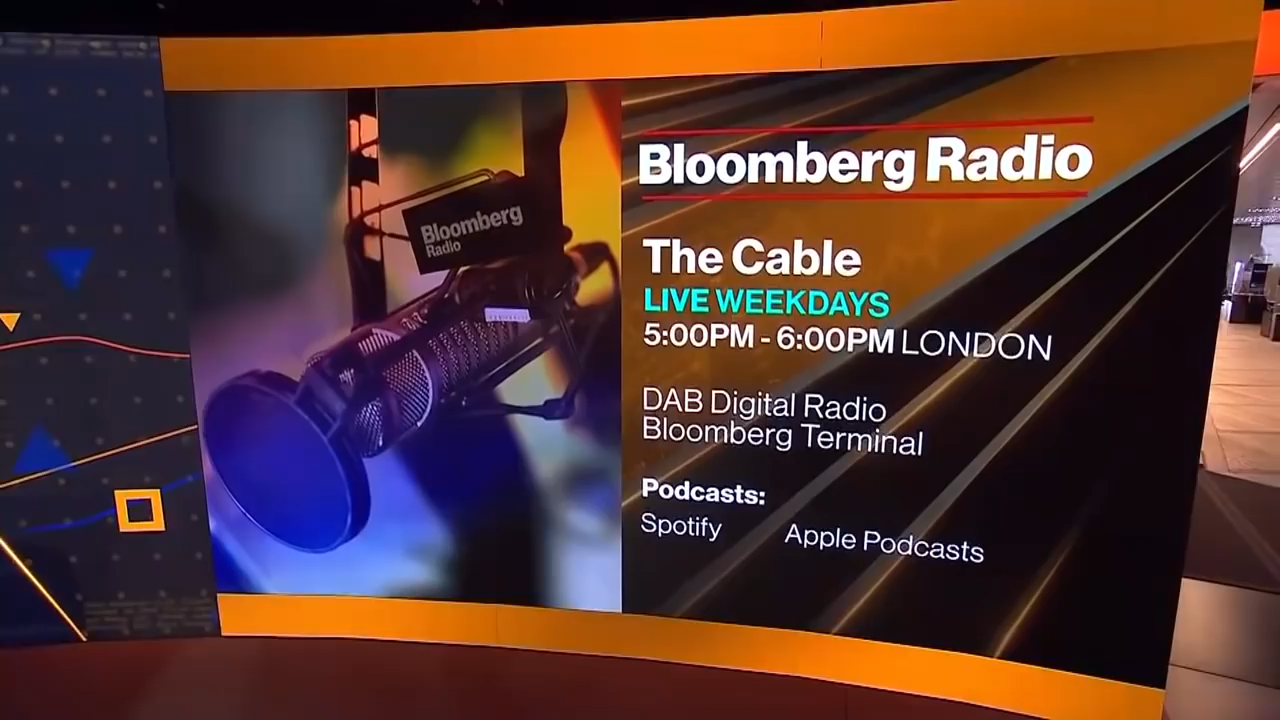 Bloomberg
Radio
Bloomberg Radio
The Cable
LIVE WEEKDAYS
5:00PM - 6:00PM LONDON
DAB Digital Radio
Bloomberg Terminal
Podcasts:
Spotify Apple Podcasts